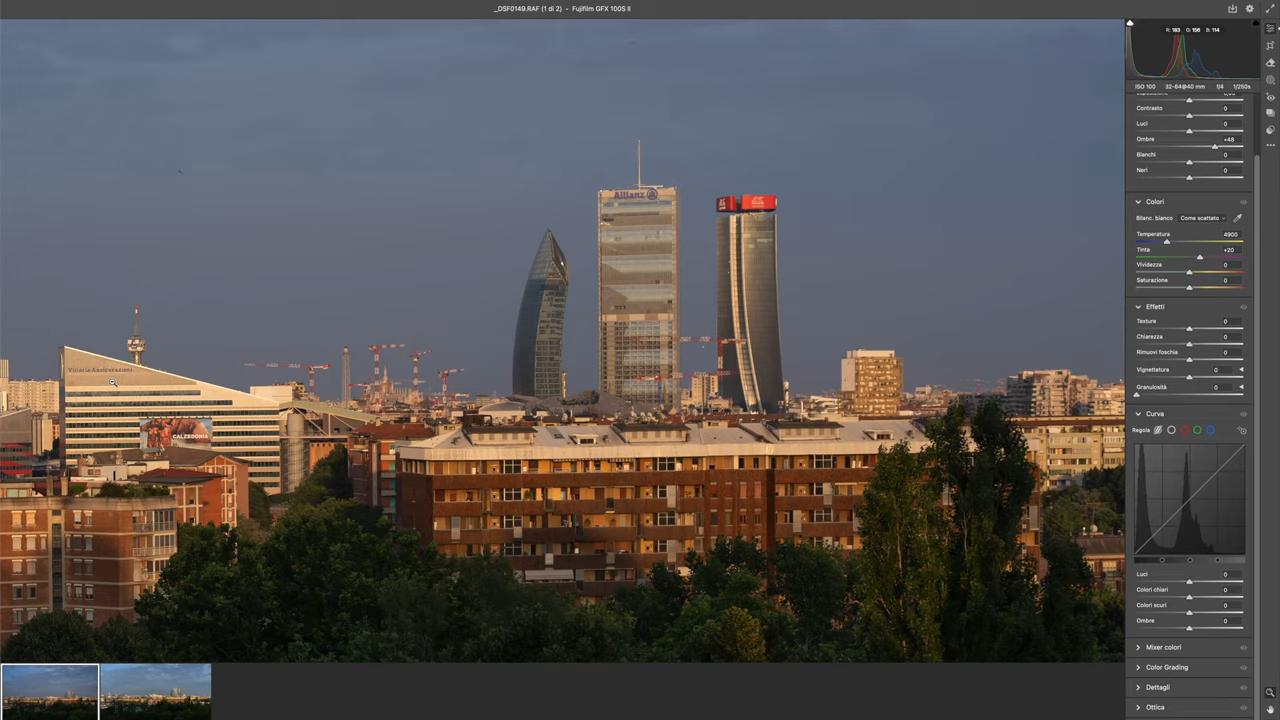 _DSF0149.RAF (1 di 2) - Fujifilm GFX 100S II
R: 183 G: 156 B: 114
ISO 100 32-64@40 mm f/4 1/250s
Contrasto 0
Luci 0
Ombre +48
Bianchi 0
Neri 0
Colori
Bilanc. bianco Come scattato
Temperatura 4900
Tinta +20
Vividezza 0
Saturazione 0
Effetti
Texture 0
Chiarezza 0
Rimuovi foschia 0
Vignettatura 0
Granulosità 0
Curva
Regola
Luci 0
Colori chiari 0
Colori scuri 0
Ombre 0
Mixer colori
Color Grading
Dettagli
Ottica
Allianz
Vittoria Assicurazioni
CALZEDONIA